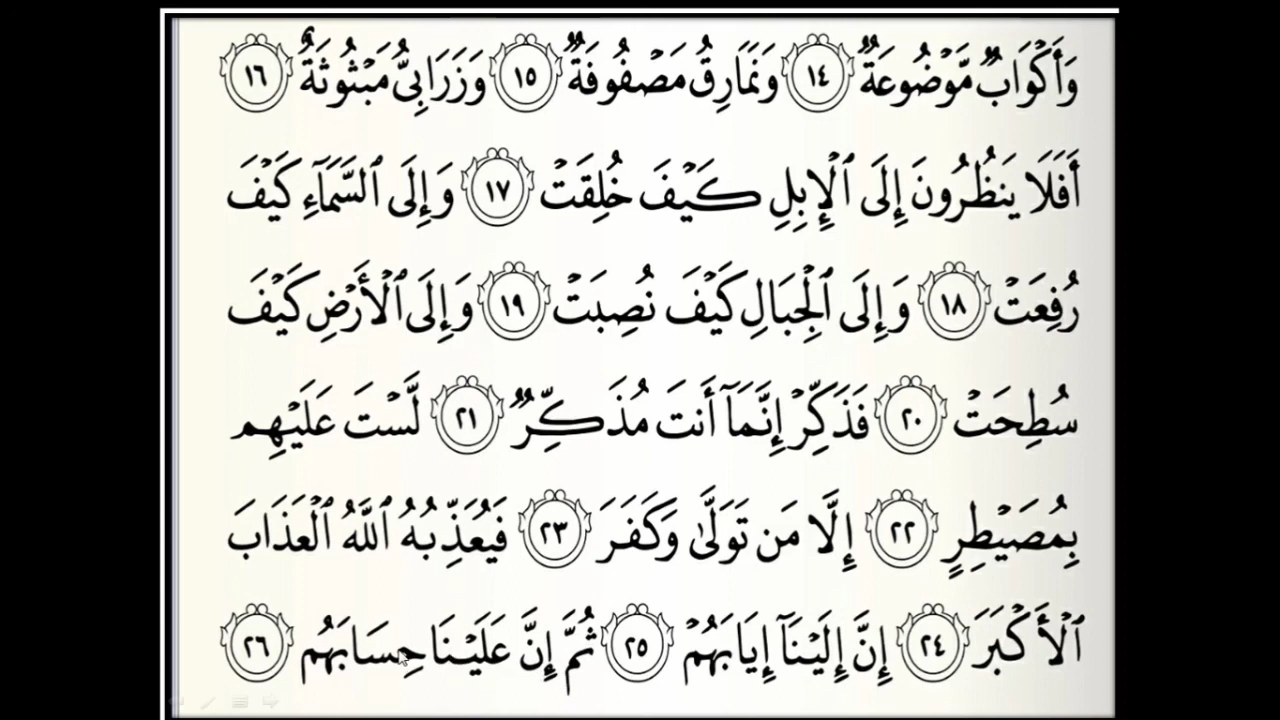 وَأَكْوَابٌ مَّوْضُوعَةٌ ١٤ وَنَمَارِقُ مَصْفُوفَةٌ ١٥ وَزَرَابِىُّ مَبْثُوثَةٌ ١٦
أَفَلَا يَنظُرُونَ إِلَى ٱلْإِبِلِ كَيْفَ خُلِقَتْ ١٧ وَإِلَى ٱلسَّمَآءِ كَيْفَ
رُفِعَتْ ١٨ وَإِلَى ٱلْجِبَالِ كَيْفَ نُصِبَتْ ١٩ وَإِلَى ٱلْأَرْضِ كَيْفَ
سُطِحَتْ ٢٠ فَذَكِّرْ إِنَّمَآ أَنتَ مُذَكِّرٌ ٢١ لَّسْتَ عَلَيْهِم
بِمُصَيْطِرٍ ٢٢ إِلَّا مَن تَوَلَّىٰ وَكَفَرَ ٢٣ فَيُعَذِّبُهُ ٱللَّهُ ٱلْعَذَابَ
ٱلْأَكْبَرَ ٢٤ إِنَّ إِلَيْنَآ إِيَابَهُمْ ٢٥ ثُمَّ إِنَّ عَلَيْنَا حِسَابَهُم ٢٦